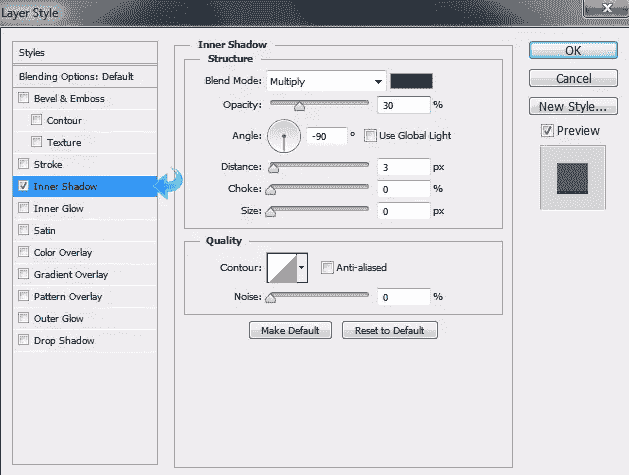 Layer Style
Styles
Blending Options: Default
Bevel & Emboss
Contour
Texture
Stroke
Inner Shadow
Inner Glow
Satin
Color Overlay
Gradient Overlay
Pattern Overlay
Outer Glow
Drop Shadow
Inner Shadow
Structure
Blend Mode: Multiply
Opacity: 30 %
Angle: -90 ° Use Global Light
Distance: 3 px
Choke: 0 %
Size: 0 px
Quality
Contour: Anti-aliased
Noise: 0 %
Make Default Reset to Default
OK
Cancel
New Style...
Preview